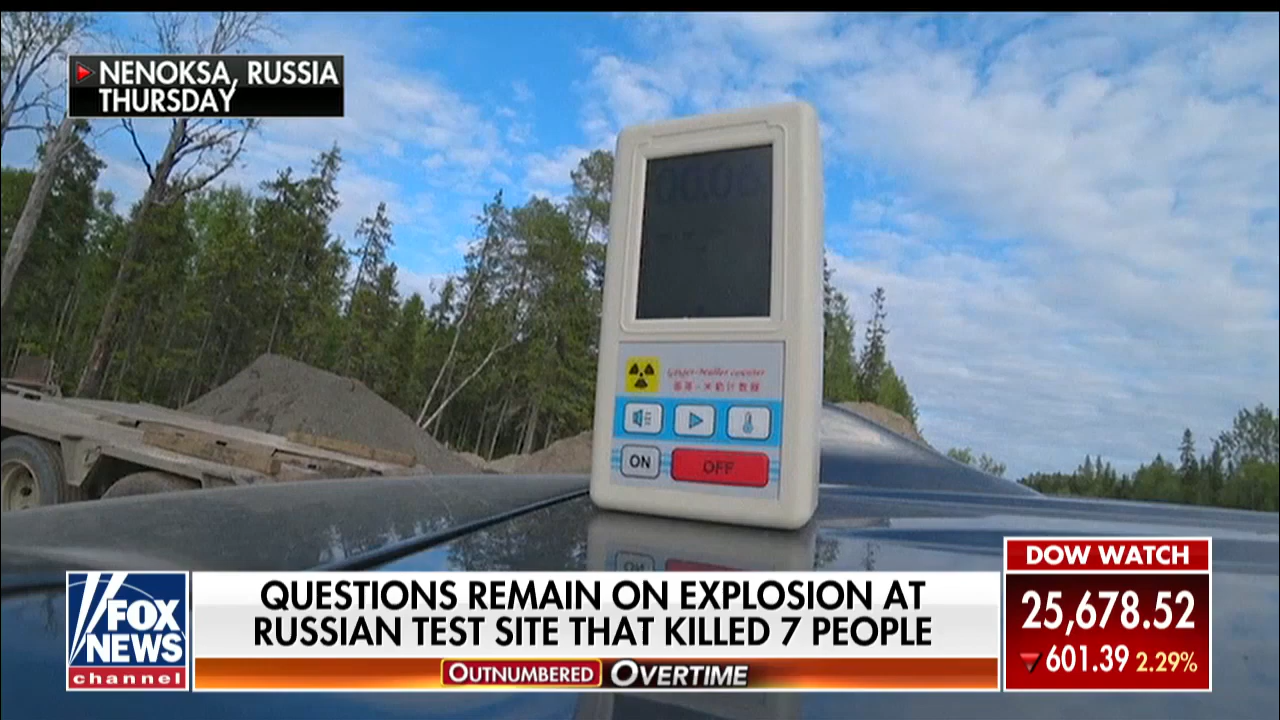 NENOKSA, RUSSIA
THURSDAY
Geiger-Muller counter
ON
OFF
FOX
NEWS
channel
QUESTIONS REMAIN ON EXPLOSION AT
RUSSIAN TEST SITE THAT KILLED 7 PEOPLE
OUTNUMBERED OVERTIME
DOW WATCH
25,678.52
601.39 2.29%